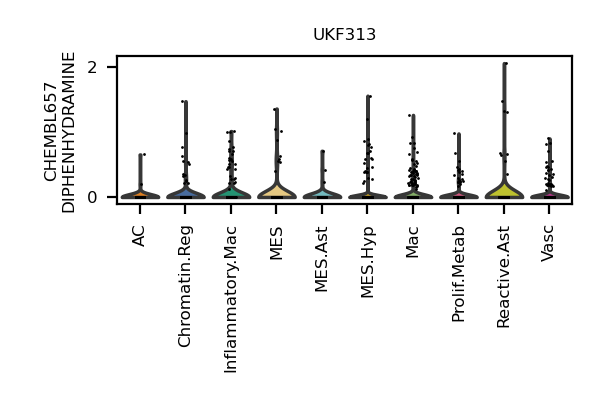 UKF313
CHEMBL657
DIPHENHYDRAMINE
2
0
AC
Chromatin.Reg
Inflammatory.Mac
MES
MES.Ast
MES.Hyp
Mac
Prolif.Metab
Reactive.Ast
Vasc